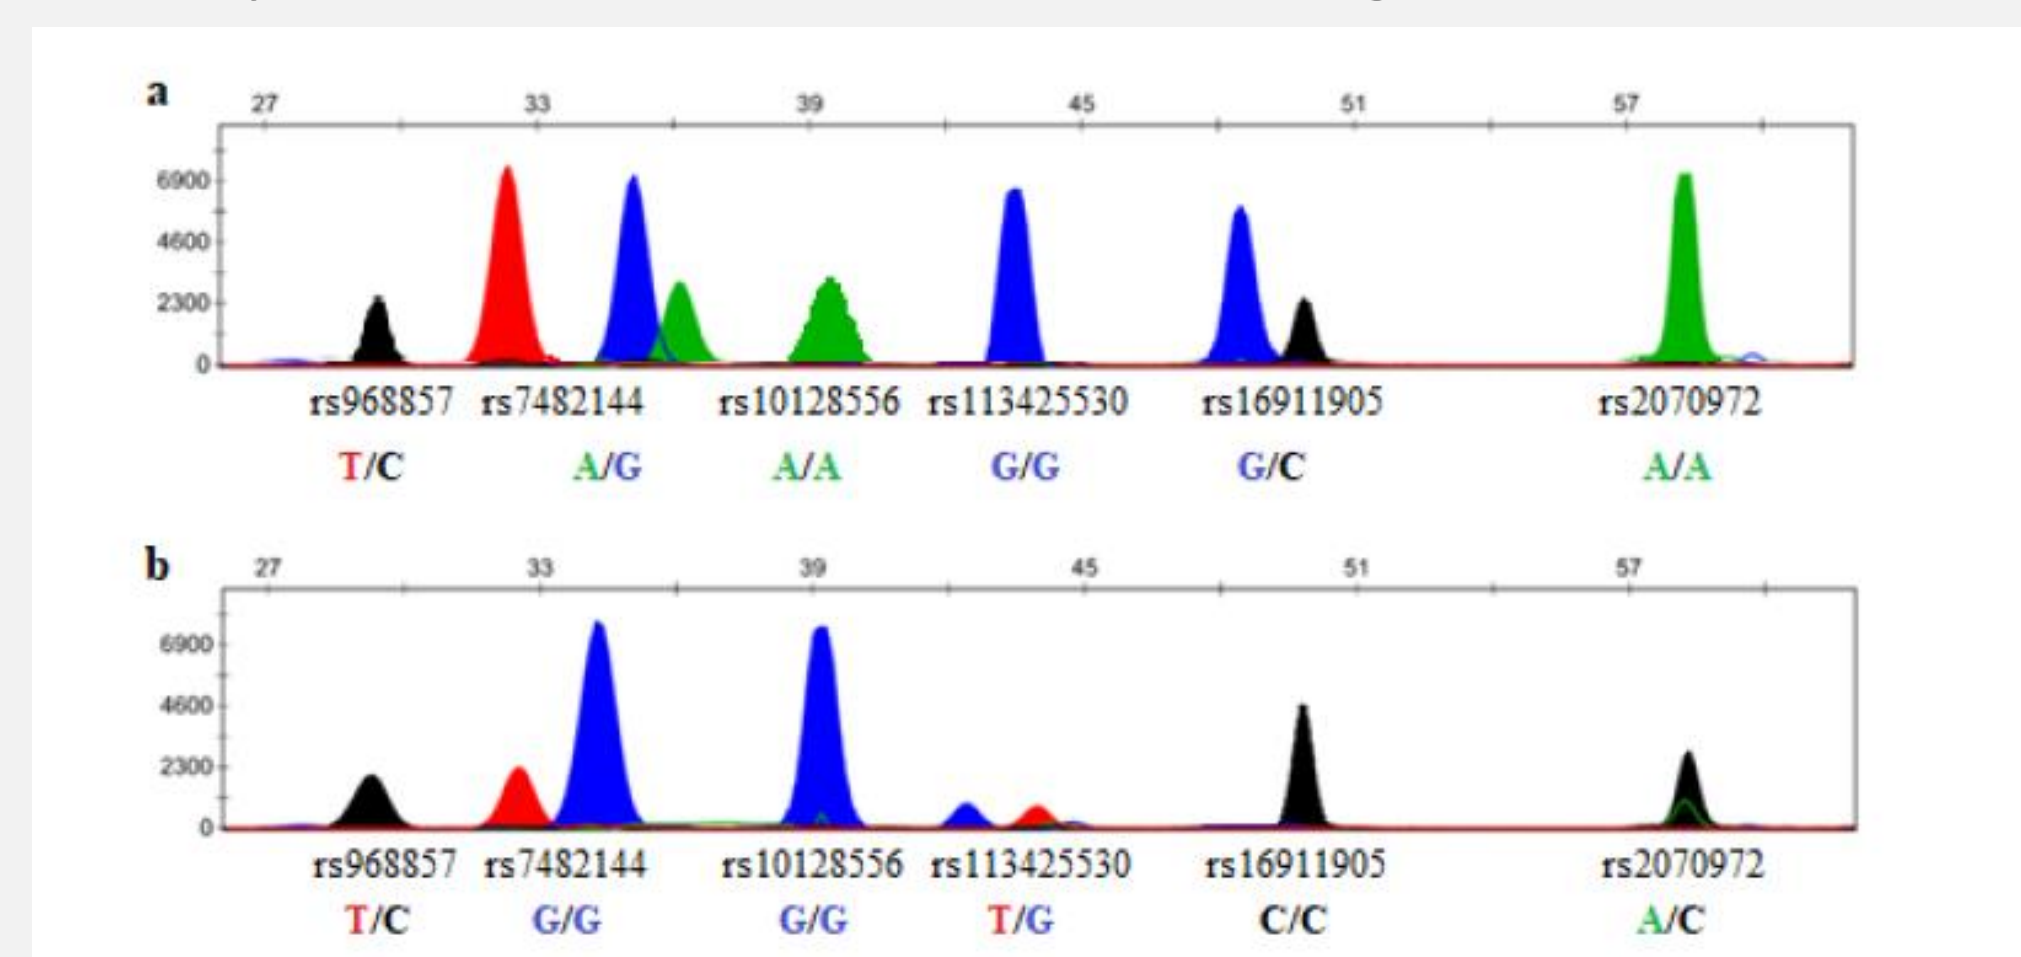 a
27 33 39 45 51 57
6900
4600
2300
0
rs968857 rs7482144 rs10128556 rs113425530 rs16911905 rs2070972
T/C A/G A/A G/G G/C A/A
b
27 33 39 45 51 57
6900
4600
2300
0
rs968857 rs7482144 rs10128556 rs113425530 rs16911905 rs2070972
T/C G/G G/G T/G C/C A/C